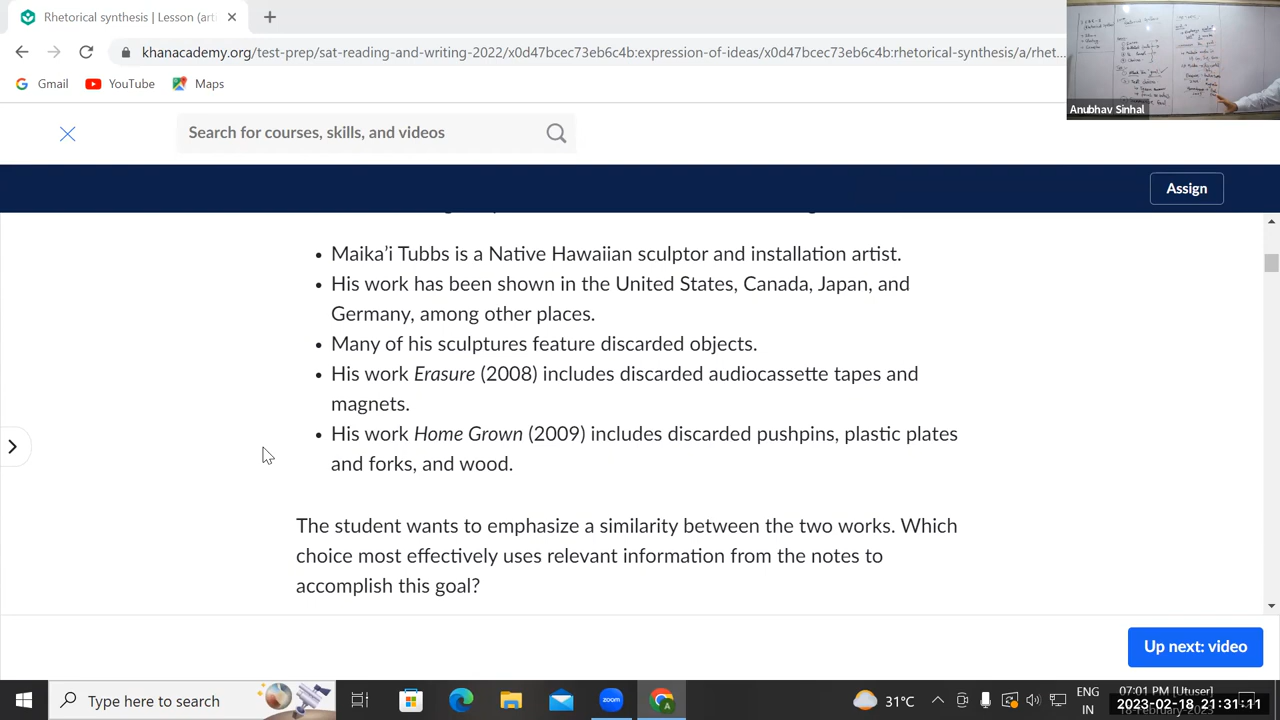 Rhetorical synthesis | Lesson (arti
khanacademy.org/test-prep/sat-reading-and-writing-2022/x0d47bcec73eb6c4b:expression-of-ideas/x0d47bcec73eb6c4b:rhetorical-synthesis/a/rhet...
Gmail YouTube Maps
Anubhav Sinhal
Search for courses, skills, and videos
Assign
• Maika'i Tubbs is a Native Hawaiian sculptor and installation artist.
• His work has been shown in the United States, Canada, Japan, and
Germany, among other places.
• Many of his sculptures feature discarded objects.
• His work Erasure (2008) includes discarded audiocassette tapes and
magnets.
• His work Home Grown (2009) includes discarded pushpins, plastic plates
and forks, and wood.
The student wants to emphasize a similarity between the two works. Which
choice most effectively uses relevant information from the notes to
accomplish this goal?
Up next: video
Type here to search
zoom
31°C
ENG
IN
07:01 PM [Utuser]
2023-02-18 21:31:11